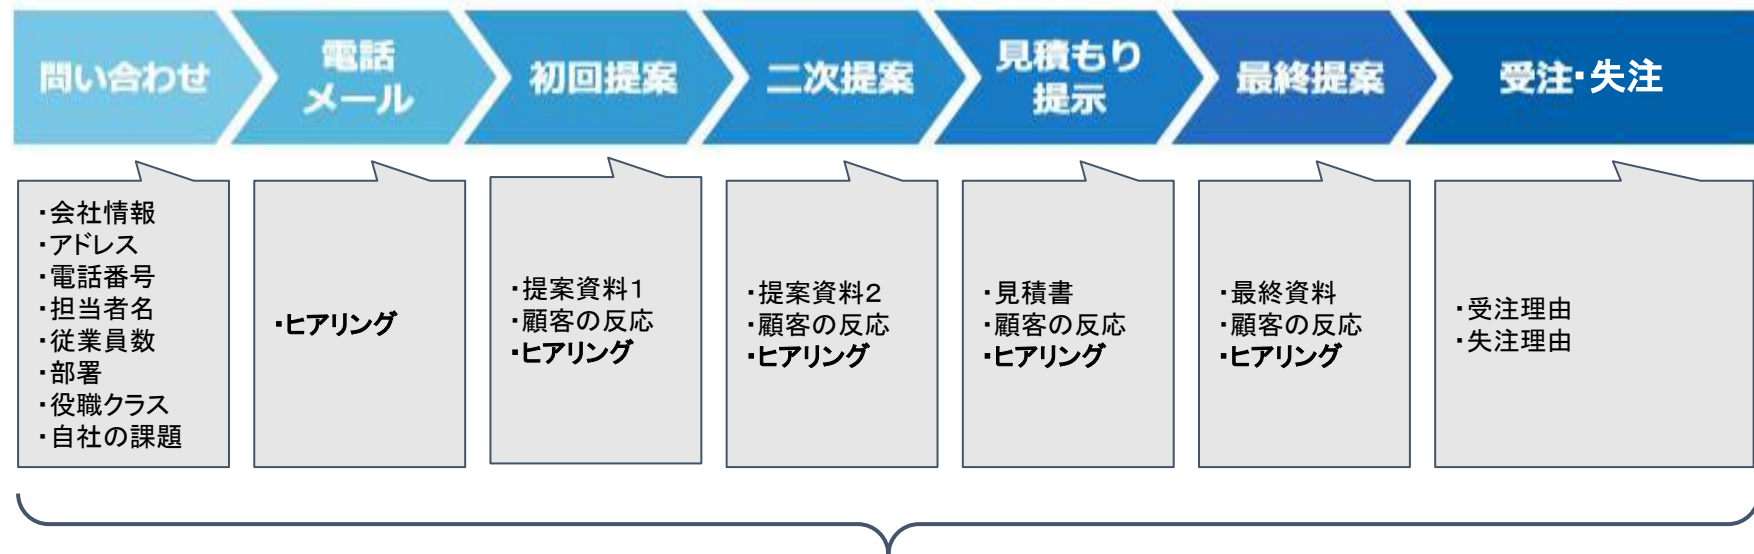 問い合わせ
電話
メール
初回提案
二次提案
見積もり
提示
最終提案
受注・失注
・会社情報
・アドレス
・電話番号
・担当者名
・従業員数
・部署
・役職クラス
・自社の課題
・ヒアリング
・提案資料1
・顧客の反応
・ヒアリング
・提案資料2
・顧客の反応
・ヒアリング
・見積書
・顧客の反応
・ヒアリング
・最終資料
・顧客の反応
・ヒアリング
・受注理由
・失注理由